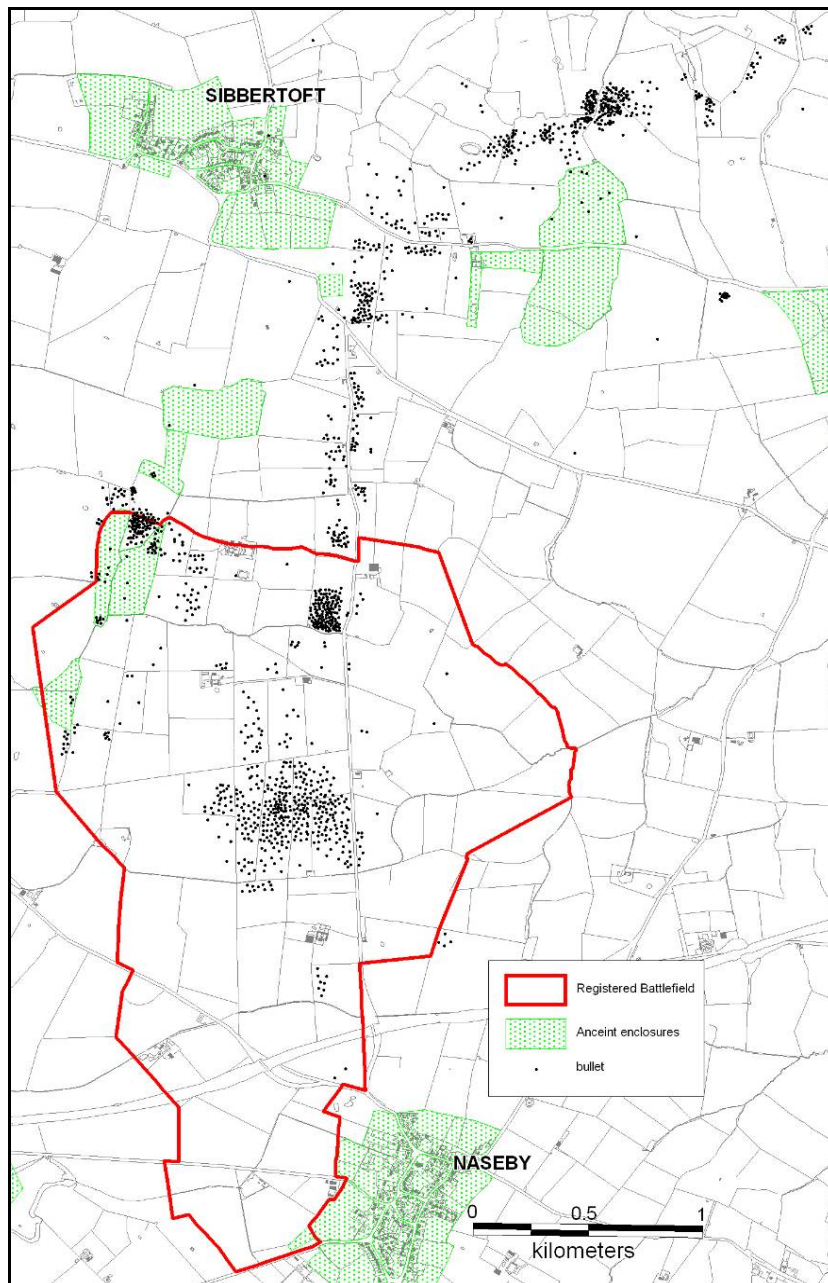 SIBBERTOFT
Registered Battlefield
Anceint enclosures
bullet
NASEBY
0 0.5 1
kilometers